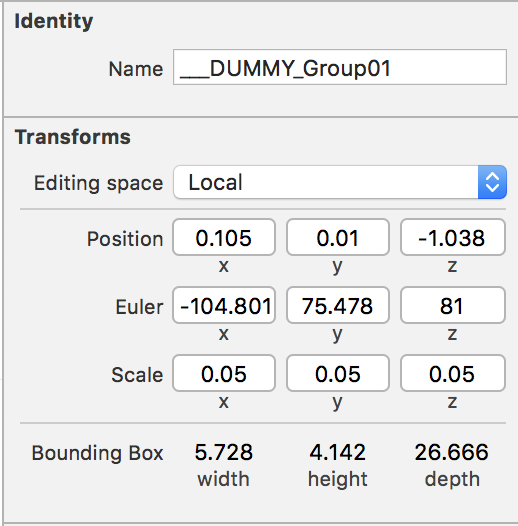 Identity
Name ___DUMMY_Group01
Transforms
Editing space Local
Position 0.105 0.01 -1.038
x y z
Euler -104.801 75.478 81
x y z
Scale 0.05 0.05 0.05
x y z
Bounding Box 5.728 4.142 26.666
width height depth